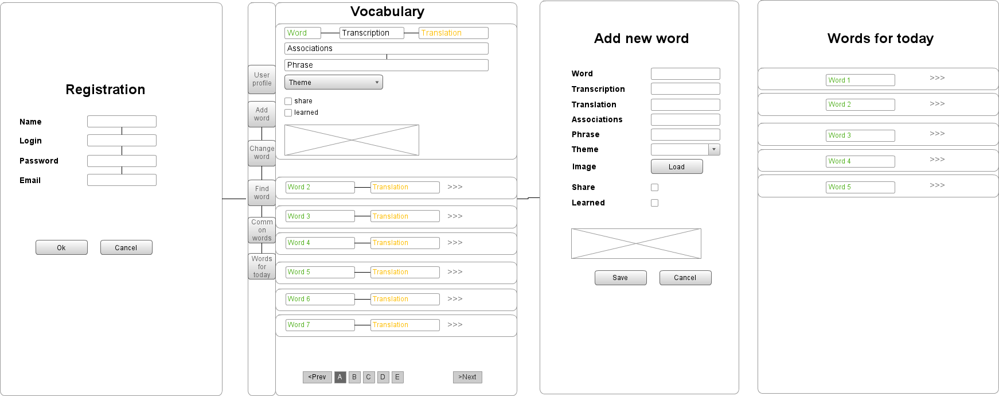 Registration
Name
Login
Password
Email
Ok
Cancel
User
profile
Add
word
Change
word
Find
word
Comm
on
words
Words
for
today
Vocabulary
Word
Transcription
Translation
Associations
Phrase
Theme
share
learned
Word 2
Translation
>>>
Word 3
Translation
>>>
Word 4
Translation
>>>
Word 5
Translation
>>>
Word 6
Translation
>>>
Word 7
Translation
>>>
<Prev
A
B
C
D
E
>Next
Add new word
Word
Transcription
Translation
Associations
Phrase
Theme
Image
Load
Share
Learned
Save
Cancel
Words for today
Word 1
>>>
Word 2
>>>
Word 3
>>>
Word 4
>>>
Word 5
>>>